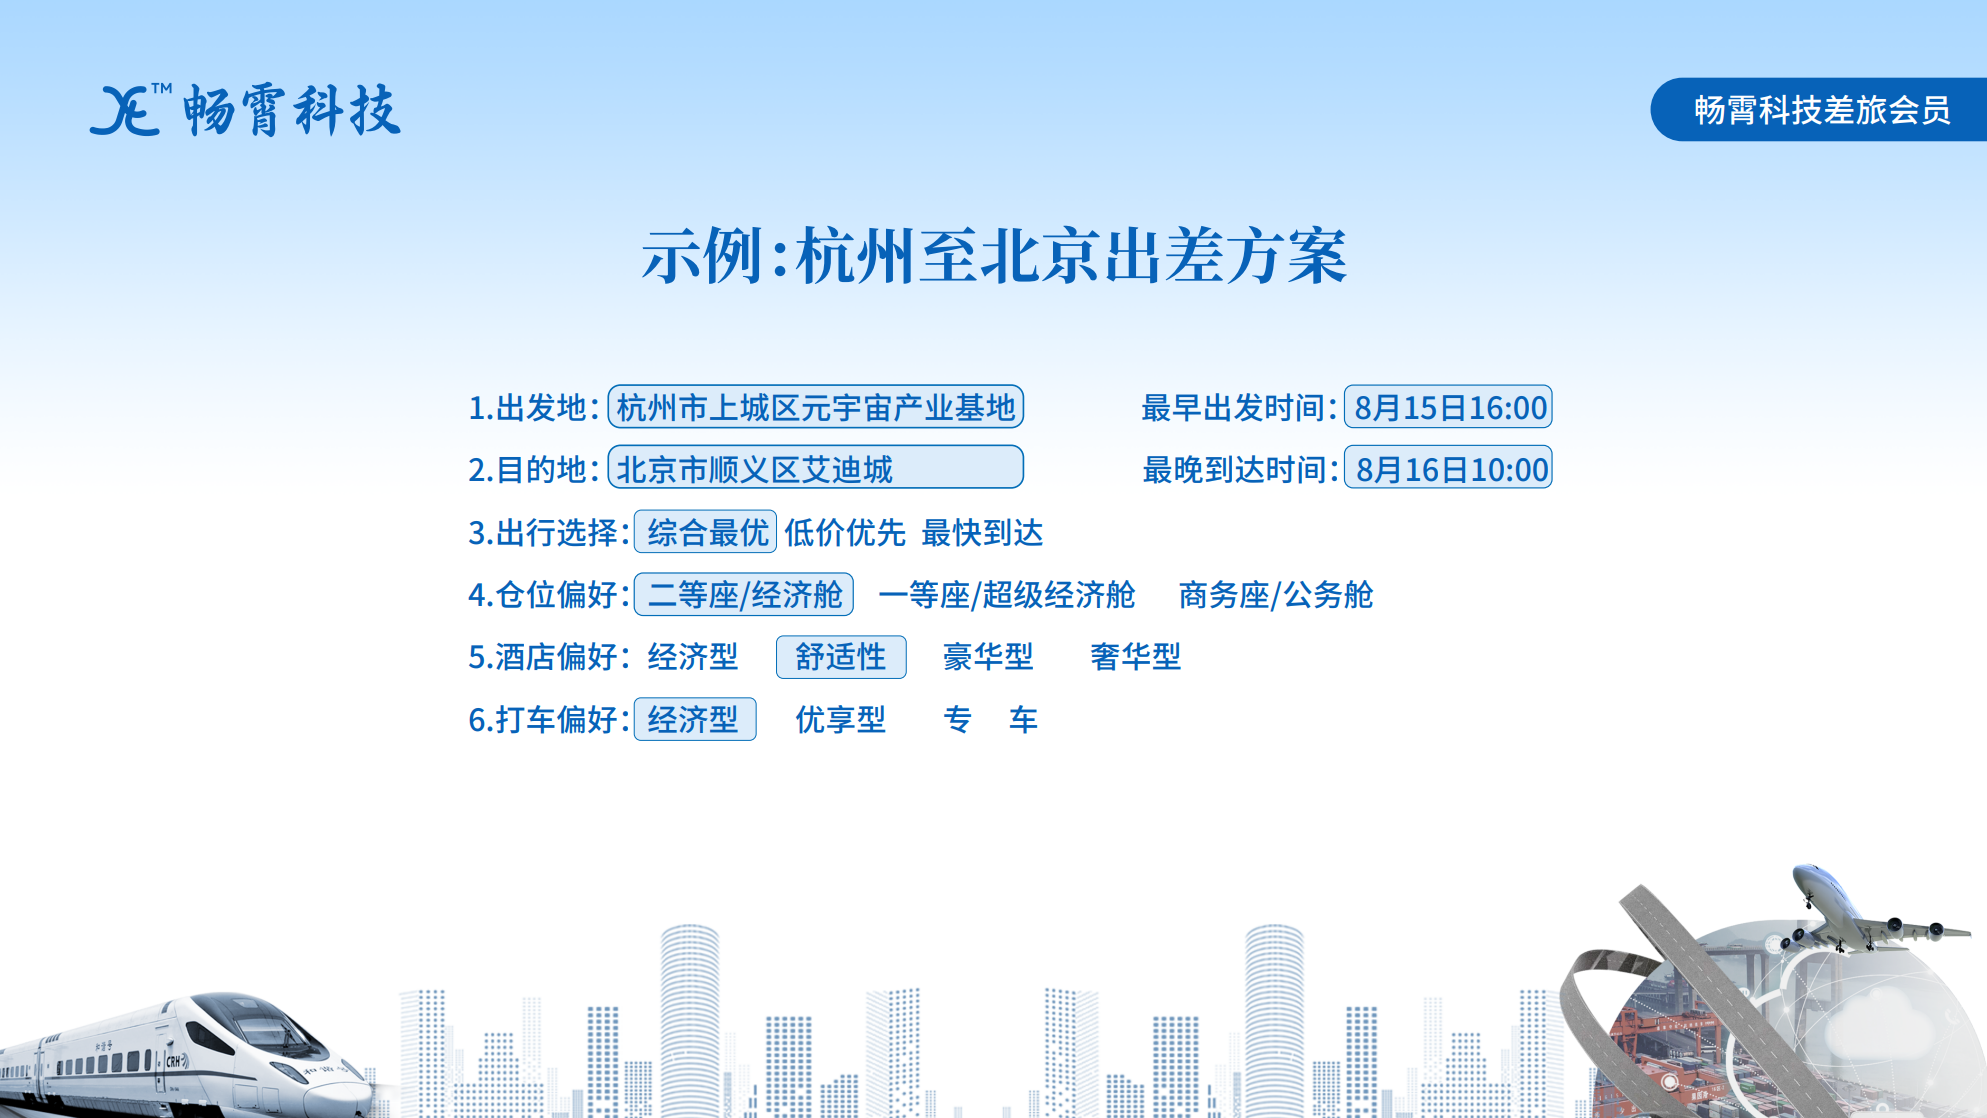 XE™ 畅霄科技
畅霄科技差旅会员
示例:杭州至北京出差方案
1.出发地: 杭州市上城区元宇宙产业基地 最早出发时间: 8月15日16:00
2.目的地: 北京市顺义区艾迪城 最晚到达时间: 8月16日10:00
3.出行选择: 综合最优 低价优先 最快到达
4.仓位偏好: 二等座/经济舱 一等座/超级经济舱 商务座/公务舱
5.酒店偏好: 经济型 舒适性 豪华型 奢华型
6.打车偏好: 经济型 优享型 专 车
和谐号
CRH